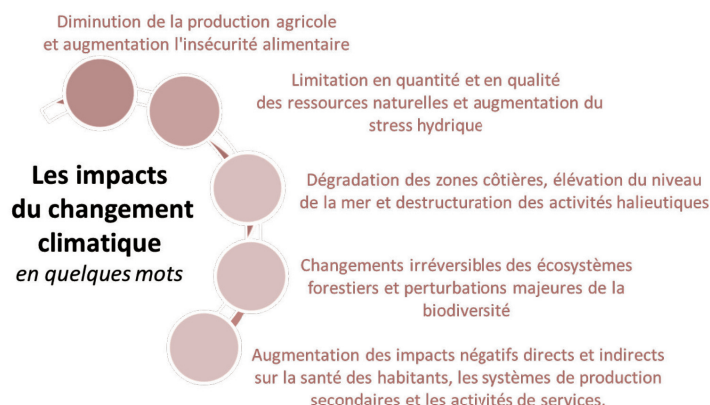 Diminution de la production agricole
et augmentation l'insécurité alimentaire
Limitation en quantité et en qualité
des ressources naturelles et augmentation du
stress hydrique
Les impacts
du changement
climatique
en quelques mots
Dégradation des zones côtières, élévation du niveau
de la mer et destructuration des activités halieutiques
Changements irréversibles des écosystèmes
forestiers et perturbations majeures de la
biodiversité
Augmentation des impacts négatifs directs et indirects
sur la santé des habitants, les systèmes de production
secondaires et les activités de services.